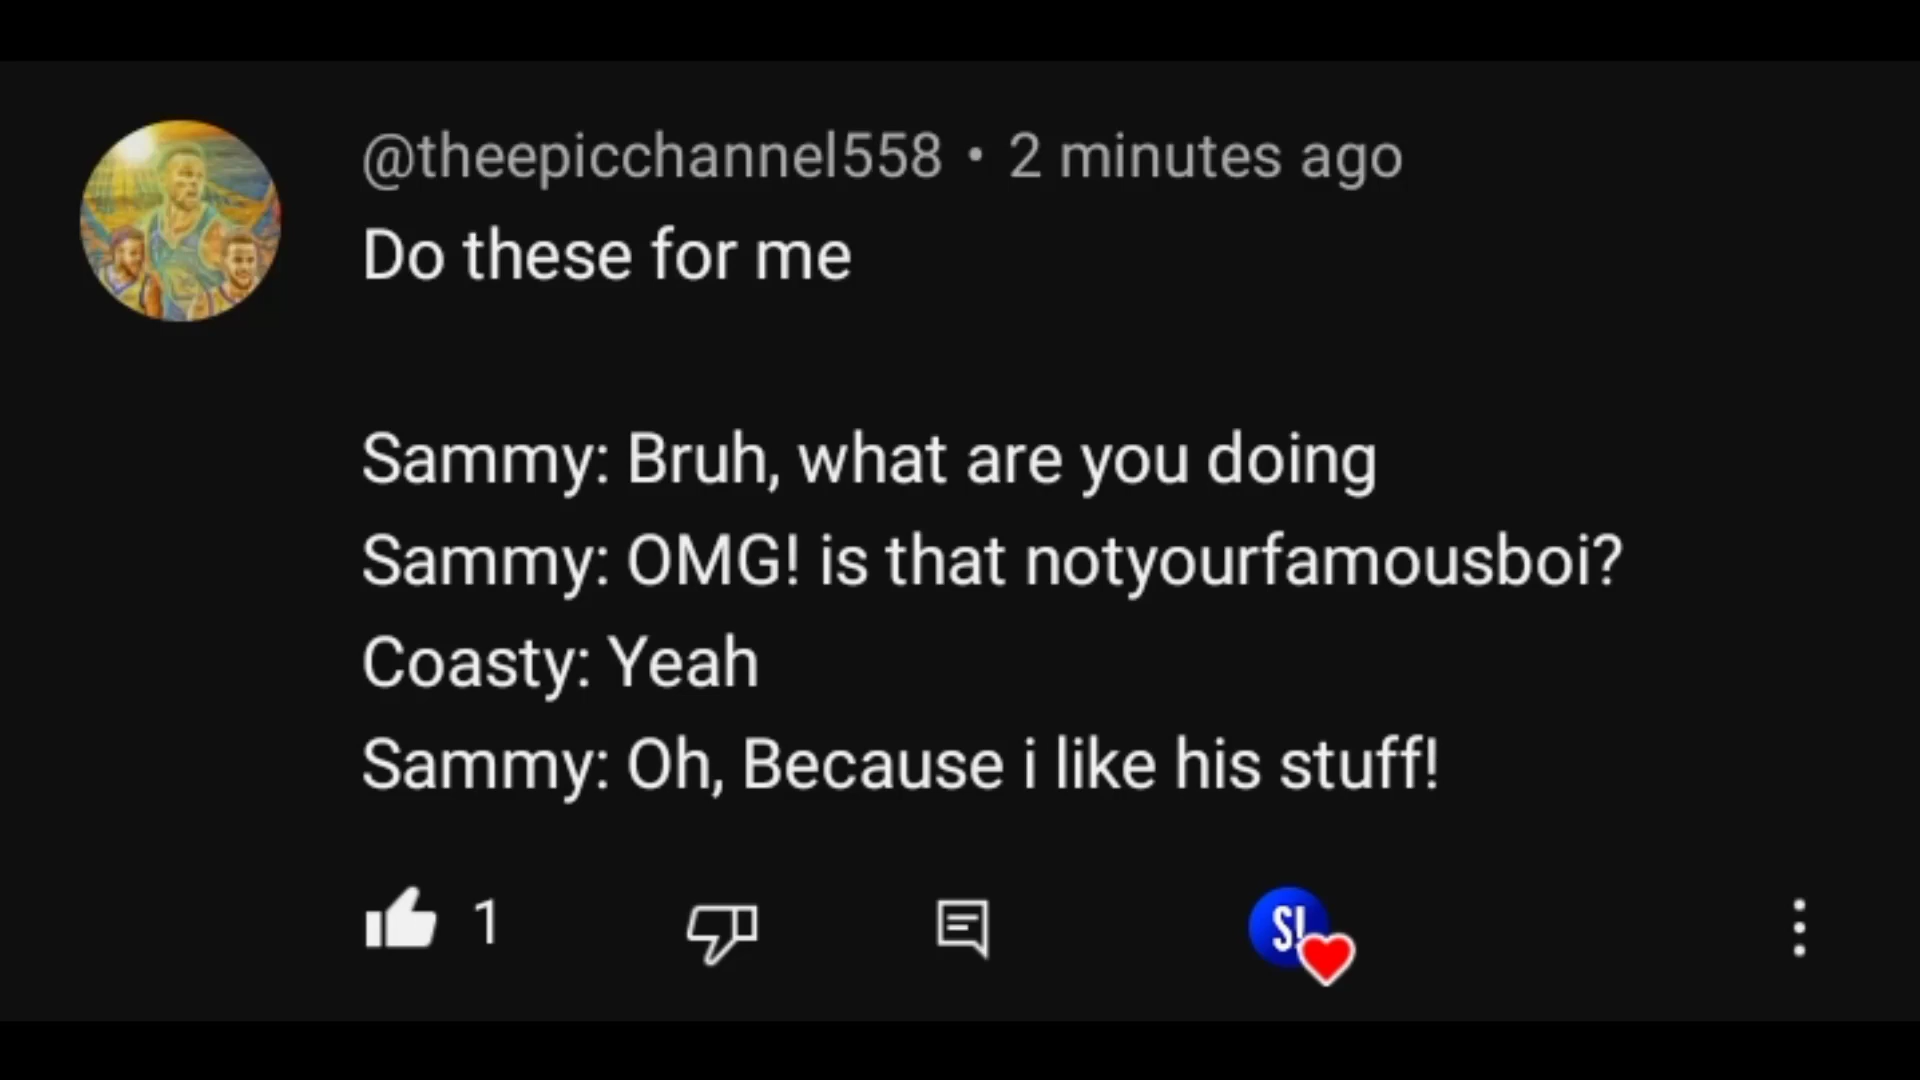 @theepicchannel558 • 2 minutes ago
Do these for me
Sammy: Bruh, what are you doing
Sammy: OMG! is that notyourfamousboi?
Coasty: Yeah
Sammy: Oh, Because i like his stuff!
1
S!